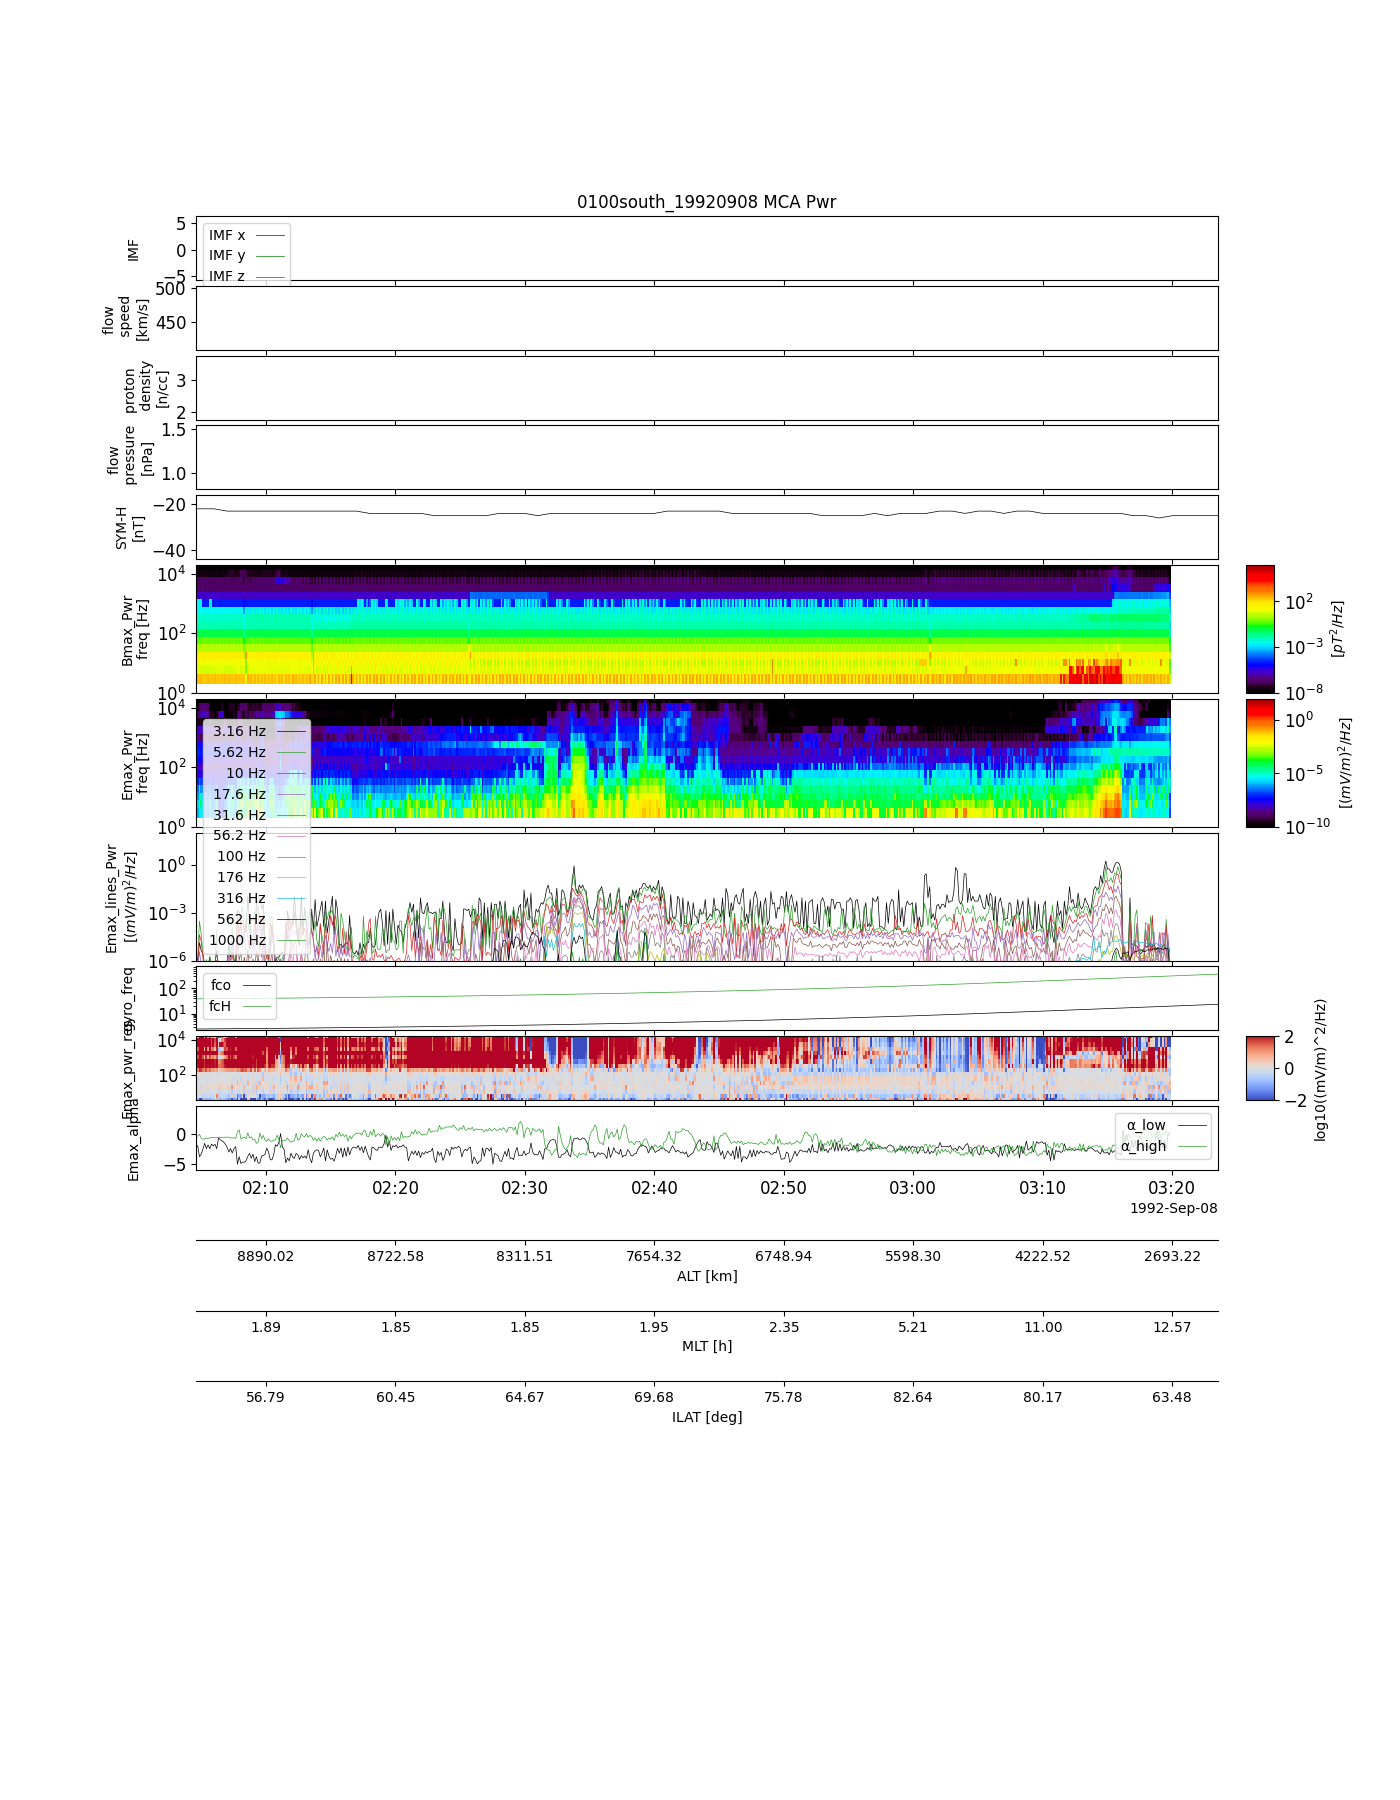 0100south_19920908 MCA Pwr
5
0
−5
IMF
IMF x
IMF y
IMF z
500
450
flow
speed
[km/s]
3
2
proton
density
[n/cc]
1.5
1.0
flow
pressure
[nPa]
−20
−40
SYM-H
[nT]
10^4
10^2
10^0
Bmax_Pwr
freq [Hz]
10^2
10^−3
10^−8
[pT^2/Hz]
10^4
10^2
10^0
Emax_Pwr
freq [Hz]
10^0
10^−5
10^−10
[(mV/m)^2/Hz]
3.16 Hz
5.62 Hz
10 Hz
17.6 Hz
31.6 Hz
56.2 Hz
100 Hz
176 Hz
316 Hz
562 Hz
1000 Hz
10^0
10^−3
10^−6
Emax_lines_Pwr
[(mV/m)^2/Hz]
10^2
10^1
gyro_freq
fco
fcH
10^4
10^2
Emax_pwr_reg
2
0
−2
log10((mV/m)^2/Hz)
0
−5
Emax_alpha
α_low
α_high
02:10 02:20 02:30 02:40 02:50 03:00 03:10 03:20
1992-Sep-08
8890.02 8722.58 8311.51 7654.32 6748.94 5598.30 4222.52 2693.22
ALT [km]
1.89 1.85 1.85 1.95 2.35 5.21 11.00 12.57
MLT [h]
56.79 60.45 64.67 69.68 75.78 82.64 80.17 63.48
ILAT [deg]